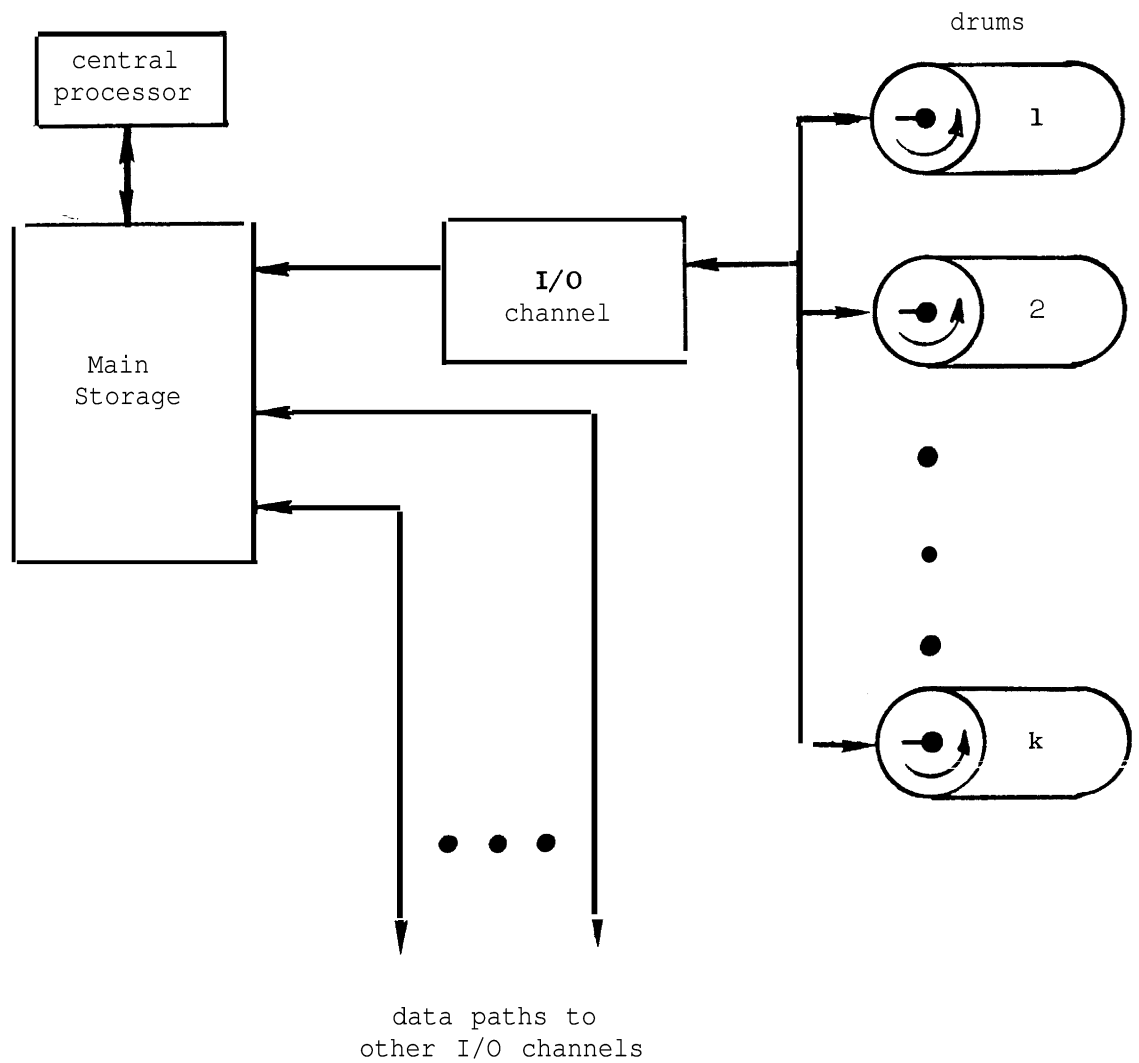 drums
central
processor
1
I/O
channel
2
Main
Storage
k
data paths to
other I/O channels